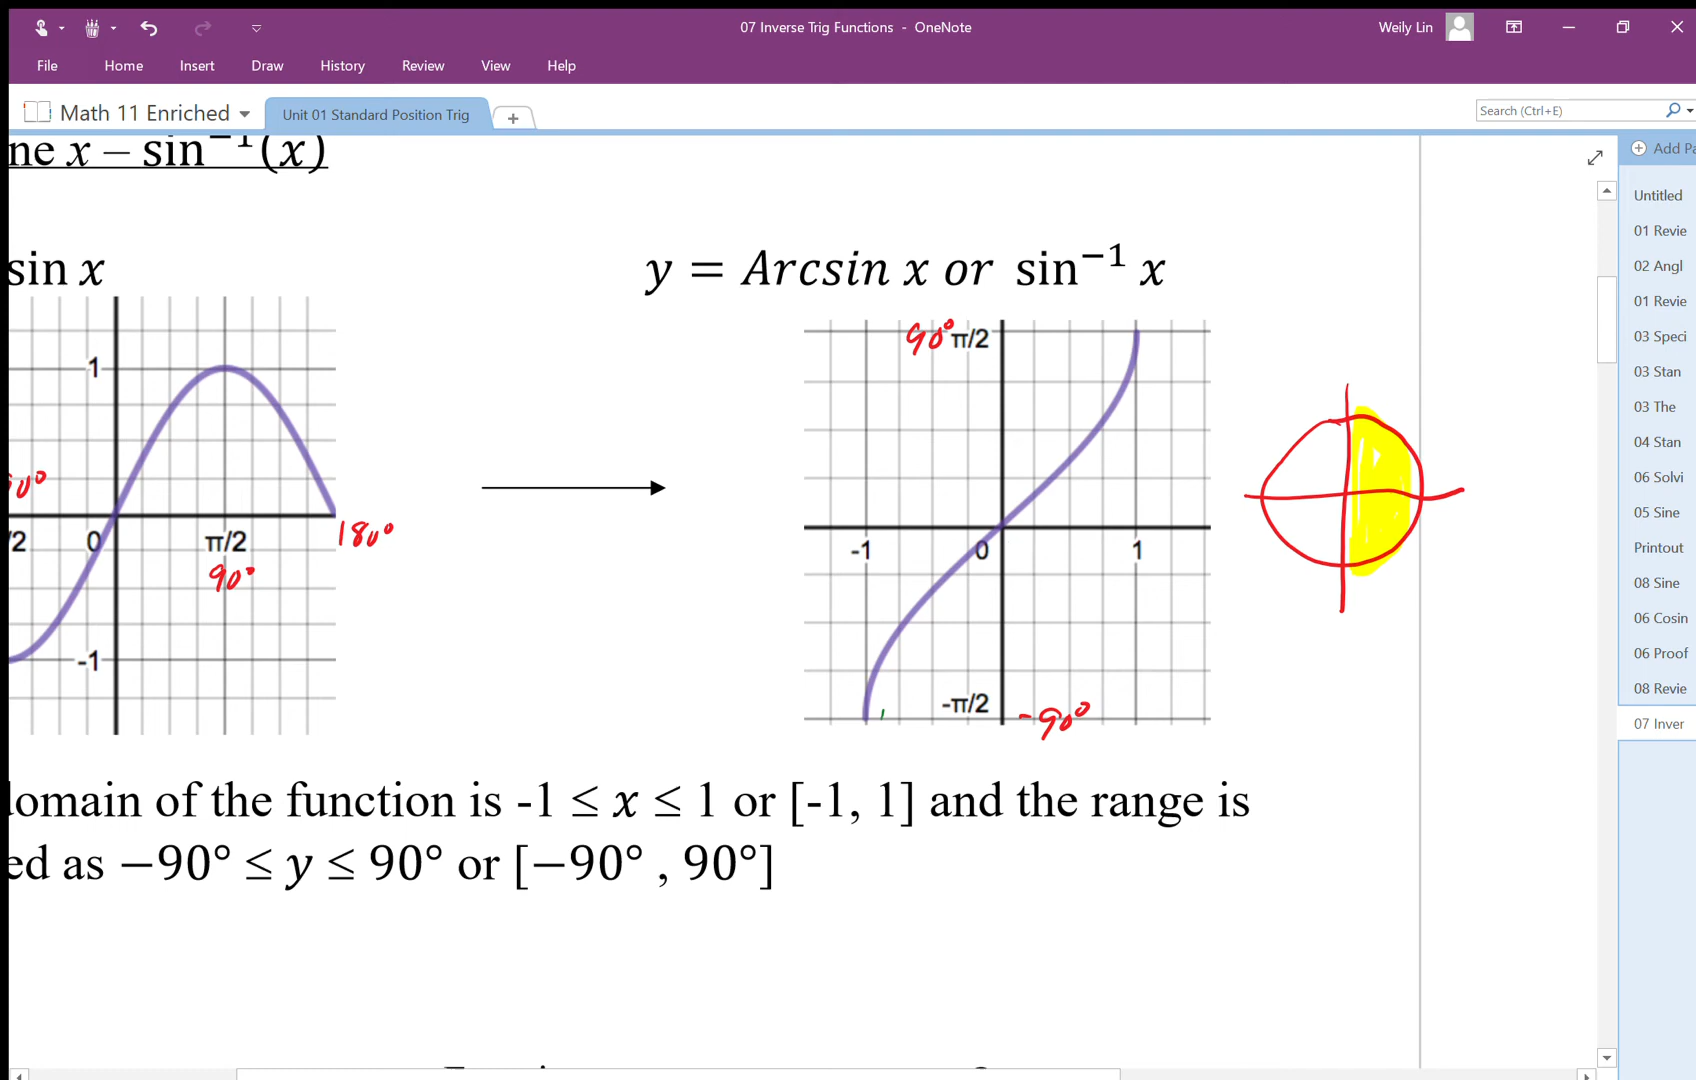 07 Inverse Trig Functions - OneNote
Weily Lin
File Home Insert Draw History Review View Help
Math 11 Enriched
Unit 01 Standard Position Trig
Search (Ctrl+E)
ne x – sin⁻¹(x)
sin x
y = Arcsin x or sin⁻¹ x
1
0
π/2
-1
/2
180°
90°
90°
π/2
-1
0
1
-π/2
-90°
omain of the function is -1 ≤ x ≤ 1 or [-1, 1] and the range is
ed as −90° ≤ y ≤ 90° or [−90° , 90°]
Add Pa
Untitled
01 Revie
02 Angl
01 Revie
03 Speci
03 Stan
03 The
04 Stan
06 Solvi
05 Sine
Printout
08 Sine
06 Cosin
06 Proof
08 Revie
07 Inver